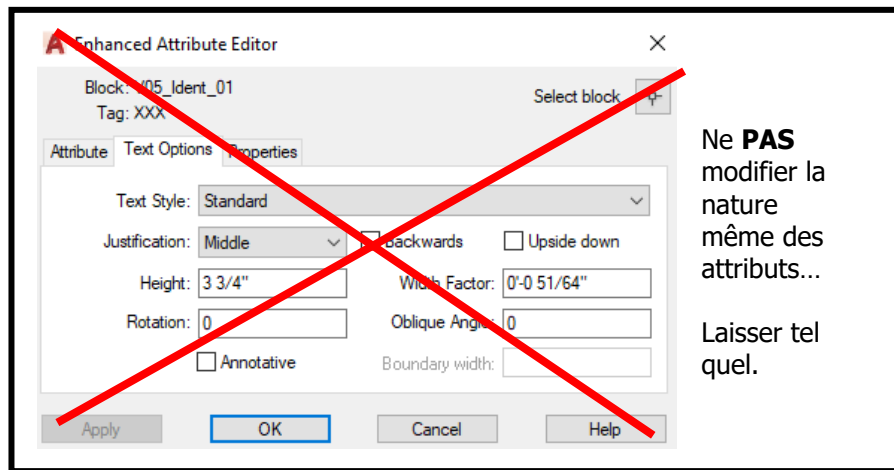 Enhanced Attribute Editor
Block: V05_Ident_01
Select block
Tag: XXX
Attribute Text Options Properties
Text Style: Standard
Justification: Middle Backwards Upside down
Height: 3 3/4" Width Factor: 0'-0 51/64"
Rotation: 0 Oblique Angle: 0
Annotative Boundary width:
Apply OK Cancel Help
Ne PAS
modifier la
nature
même des
attributs…
Laisser tel
quel.